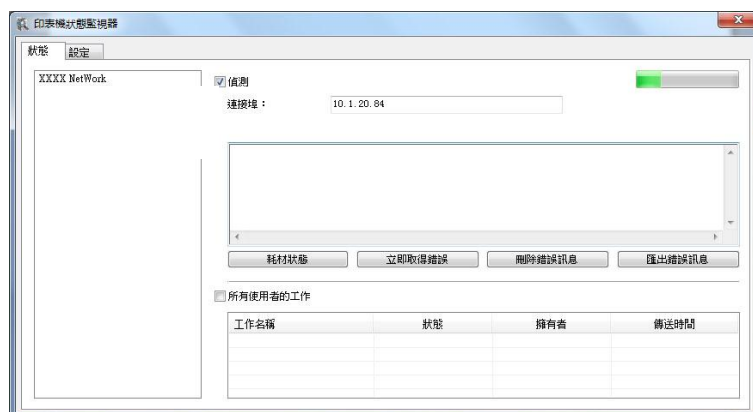 印表機狀態監視器
狀態 設定
XXXX NetWork
偵測
連接埠： 10.1.20.84
耗材狀態 立即取得錯誤 刪除錯誤訊息 匯出錯誤訊息
所有使用者的工作
工作名稱 狀態 擁有者 傳送時間